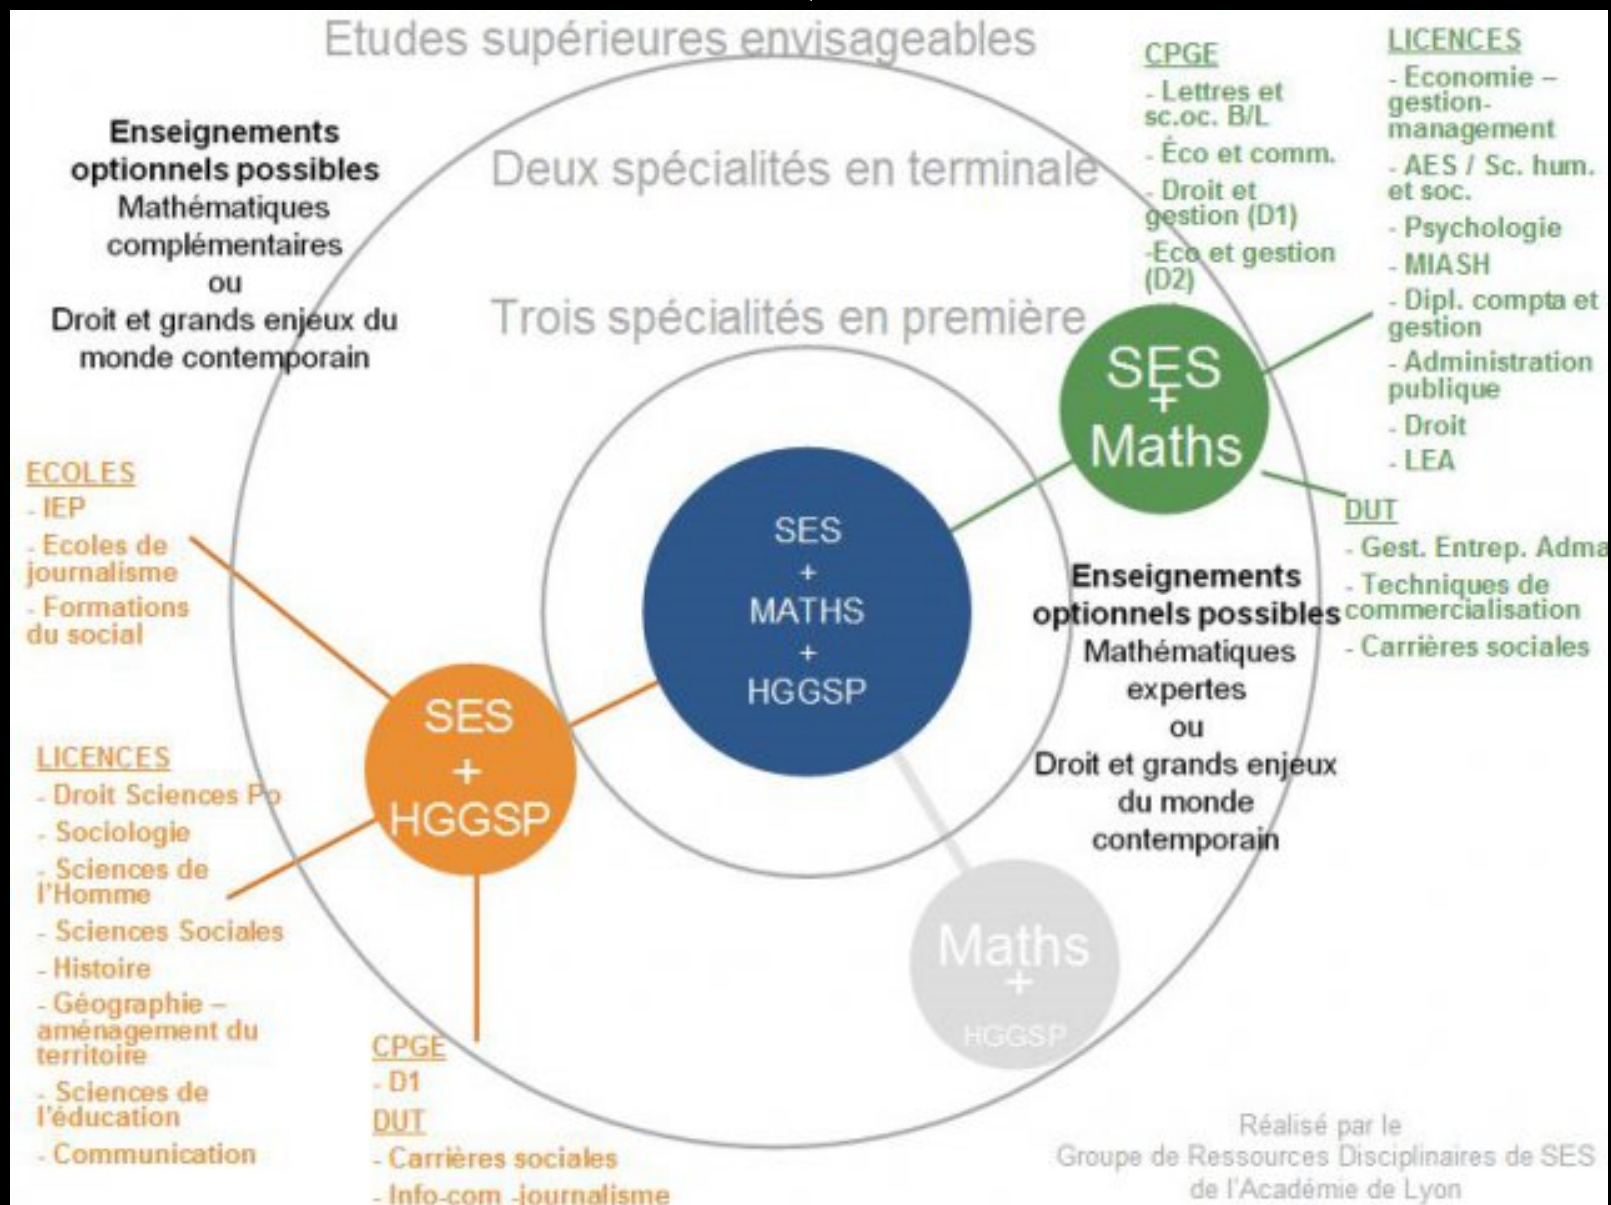 Etudes supérieures envisageables
Deux spécialités en terminale
Trois spécialités en première
Enseignements
optionnels possibles
Mathématiques
complémentaires
ou
Droit et grands enjeux du
monde contemporain
CPGE
- Lettres et
sc.oc. B/L
- Éco et comm.
- Droit et
gestion (D1)
-Eco et gestion
(D2)
LICENCES
- Economie –
gestion-
management
- AES / Sc. hum.
et soc.
- Psychologie
- MIASH
- Dipl. compta et
gestion
- Administration
publique
- Droit
- LEA
SES
+
Maths
DUT
- Gest. Entrep. Adma
- Techniques de
commercialisation
- Carrières sociales
SES
+
MATHS
+
HGGSP
Enseignements
optionnels possibles
Mathématiques
expertes
ou
Droit et grands enjeux
du monde
contemporain
ECOLES
- IEP
- Ecoles de
journalisme
- Formations
du social
SES
+
HGGSP
LICENCES
- Droit Sciences Po
- Sociologie
- Sciences de
l'Homme
- Sciences Sociales
- Histoire
- Géographie –
aménagement du
territoire
- Sciences de
l'éducation
- Communication
CPGE
- D1
DUT
- Carrières sociales
- Info-com -journalisme
Maths
+
HGGSP
Réalisé par le
Groupe de Ressources Disciplinaires de SES
de l'Académie de Lyon